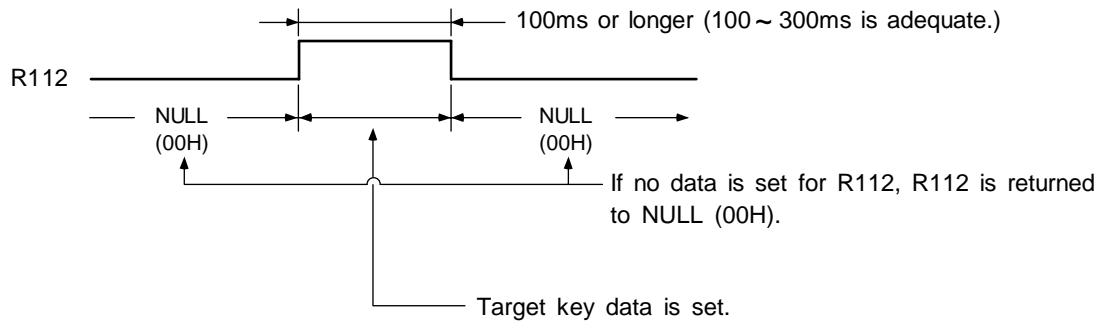 100ms or longer (100～300ms is adequate.)
R112
NULL
(00H)
NULL
(00H)
If no data is set for R112, R112 is returned
to NULL (00H).
Target key data is set.